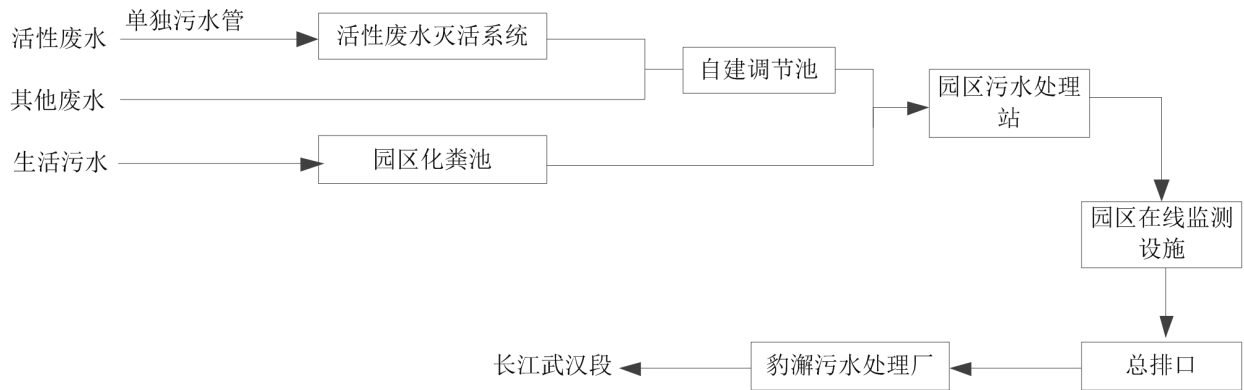 单独污水管
活性废水
活性废水灭活系统
自建调节池
其他废水
园区污水处理
站
生活污水
园区化粪池
园区在线监测
设施
长江武汉段
豹澥污水处理厂
总排口